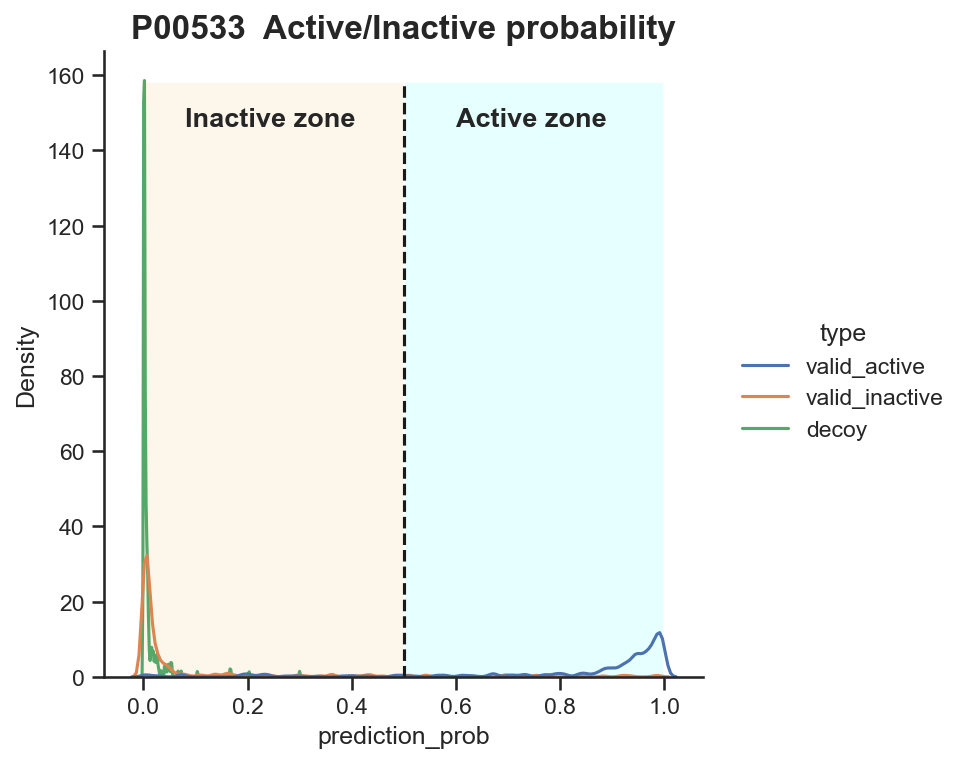 P00533  Active/Inactive probability
Inactive zone
Active zone
160
140
120
100
80
60
40
20
0
Density
0.0
0.2
0.4
0.6
0.8
1.0
prediction_prob
type
valid_active
valid_inactive
decoy